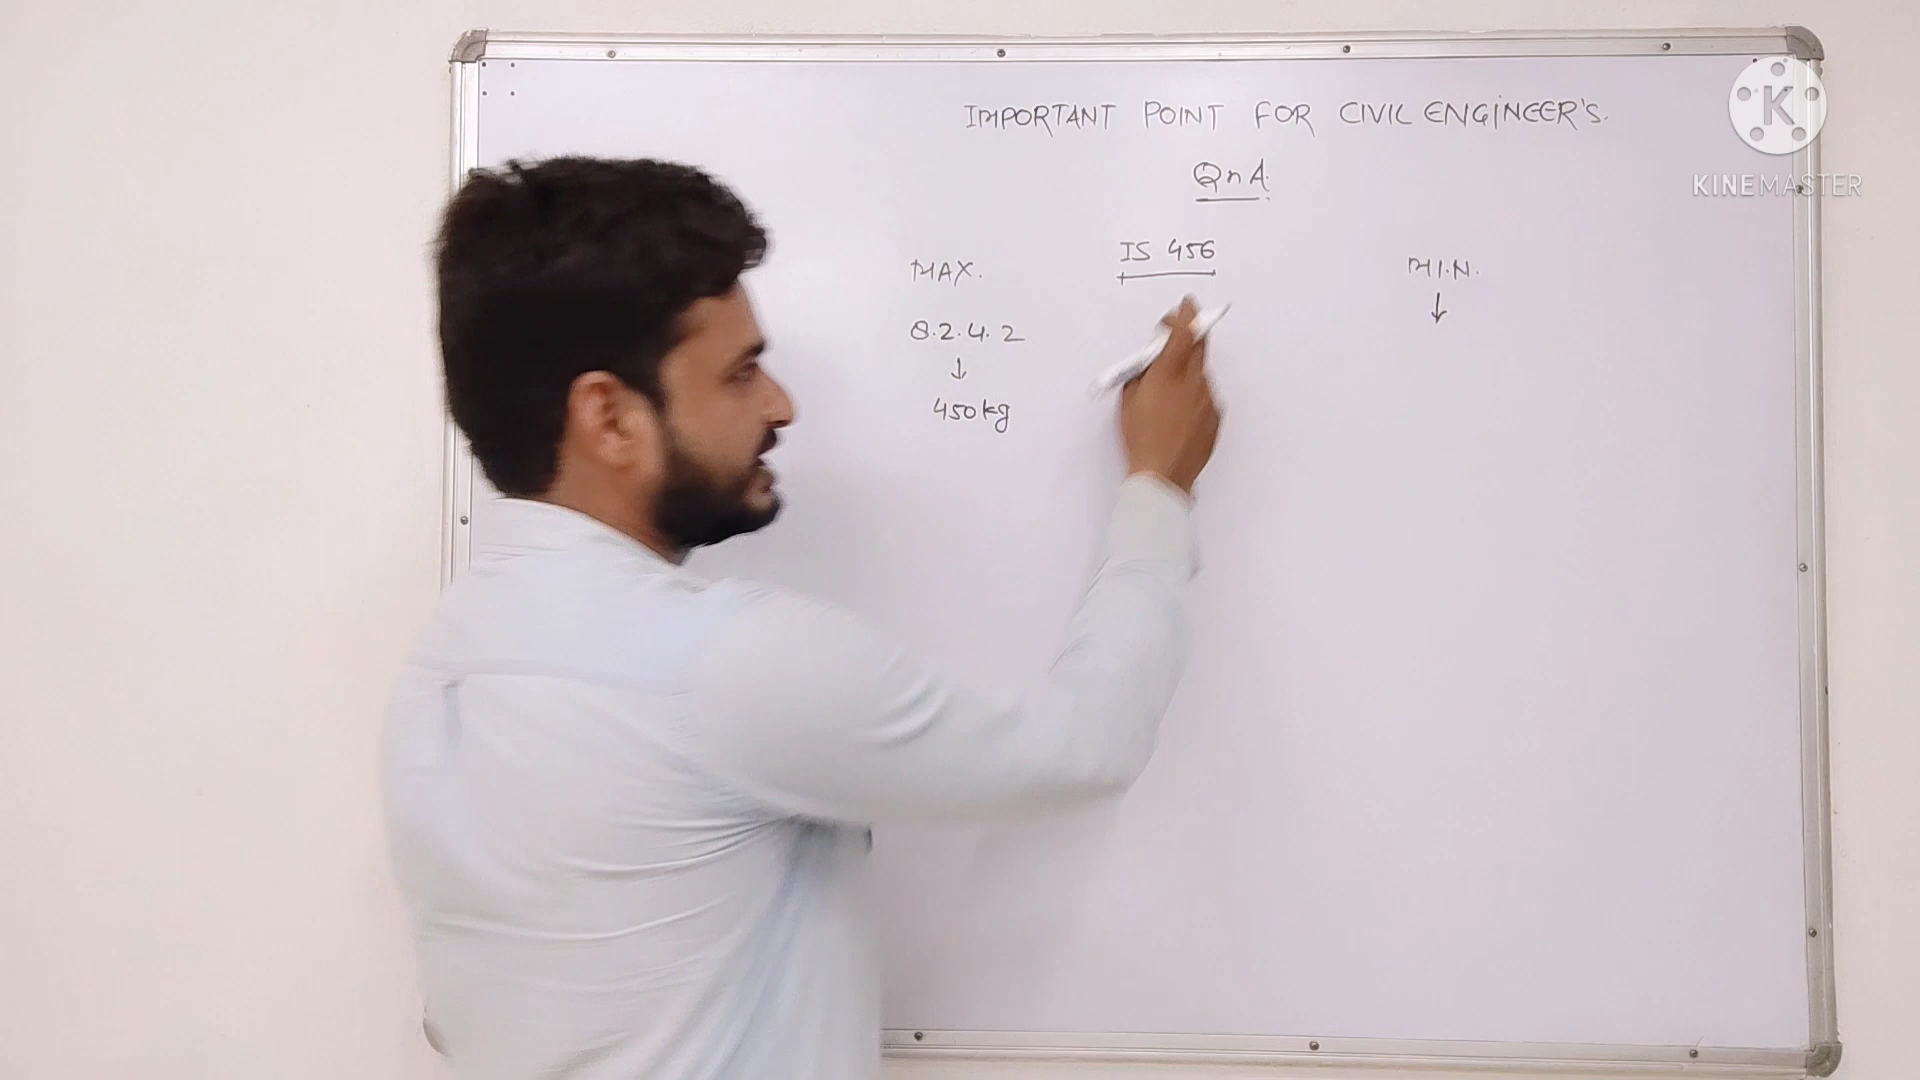 IMPORTANT POINT FOR CIVIL ENGINEER'S.
QnA.
IS 456
MAX.
MIN.
8.2.4.2
↓
↓
450kg
K
KINEMASTER